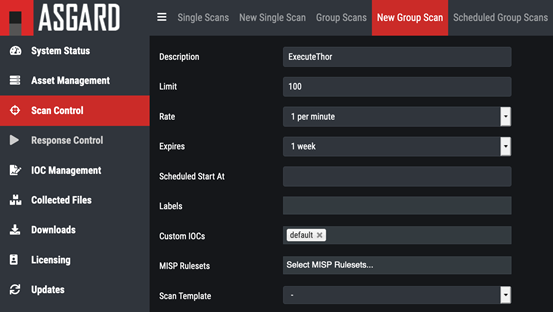 ASGARD
Single Scans New Single Scan Group Scans New Group Scan Scheduled Group Scans
System Status
Asset Management
Scan Control
Response Control
IOC Management
Collected Files
Downloads
Licensing
Updates
Description ExecuteThor
Limit 100
Rate 1 per minute
Expires 1 week
Scheduled Start At
Labels
Custom IOCs default ×
MISP Rulesets Select MISP Rulesets...
Scan Template -